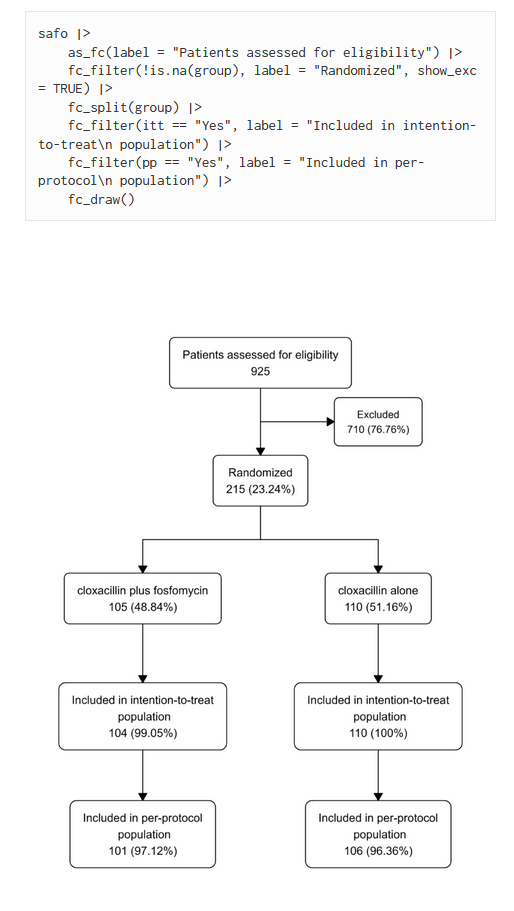 safo |>
as_fc(label = "Patients assessed for eligibility") |>
fc_filter(!is.na(group), label = "Randomized", show_exc
= TRUE) |>
fc_split(group) |>
fc_filter(itt == "Yes", label = "Included in intention-
to-treat\n population") |>
fc_filter(pp == "Yes", label = "Included in per-
protocol\n population") |>
fc_draw()
Patients assessed for eligibility
925
Excluded
710 (76.76%)
Randomized
215 (23.24%)
cloxacillin plus fosfomycin
105 (48.84%)
cloxacillin alone
110 (51.16%)
Included in intention-to-treat
population
104 (99.05%)
Included in intention-to-treat
population
110 (100%)
Included in per-protocol
population
101 (97.12%)
Included in per-protocol
population
106 (96.36%)